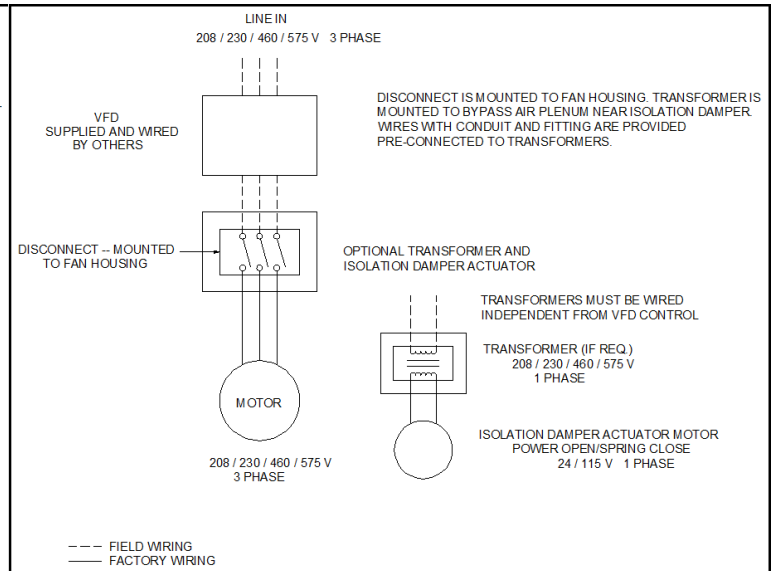 LINE IN
208 / 230 / 460 / 575 V 3 PHASE
DISCONNECT IS MOUNTED TO FAN HOUSING. TRANSFORMER IS
MOUNTED TO BYPASS AIR PLENUM NEAR ISOLATION DAMPER.
WIRES WITH CONDUIT AND FITTING ARE PROVIDED
PRE-CONNECTED TO TRANSFORMERS.
VFD
SUPPLIED AND WIRED
BY OTHERS
DISCONNECT -- MOUNTED
TO FAN HOUSING
OPTIONAL TRANSFORMER AND
ISOLATION DAMPER ACTUATOR
TRANSFORMERS MUST BE WIRED
INDEPENDENT FROM VFD CONTROL
TRANSFORMER (IF REQ.)
208 / 230 / 460 / 575 V
1 PHASE
MOTOR
208 / 230 / 460 / 575 V
3 PHASE
ISOLATION DAMPER ACTUATOR MOTOR
POWER OPEN/SPRING CLOSE
24 / 115 V 1 PHASE
FIELD WIRING
FACTORY WIRING